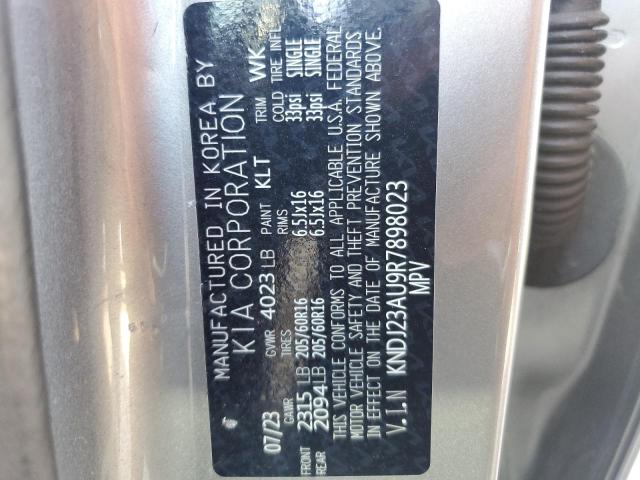 MANUFACTURED IN KOREA BY
KIA CORPORATION
07/23 GVWR 4023 LB PAINT KLT TRIM WK
GAWR TIRES RIMS COLD TIRE INFL
FRONT 2315 LB 205/60R16 6.5Jx16 33psi SINGLE
REAR 2094 LB 205/60R16 6.5Jx16 33psi SINGLE
THIS VEHICLE CONFORMS TO ALL APPLICABLE U.S.A. FEDERAL
MOTOR VEHICLE SAFETY AND THEFT PREVENTION STANDARDS
IN EFFECT ON THE DATE OF MANUFACTURE SHOWN ABOVE.
V.I.N KNDJ23AU9R7898023
MPV